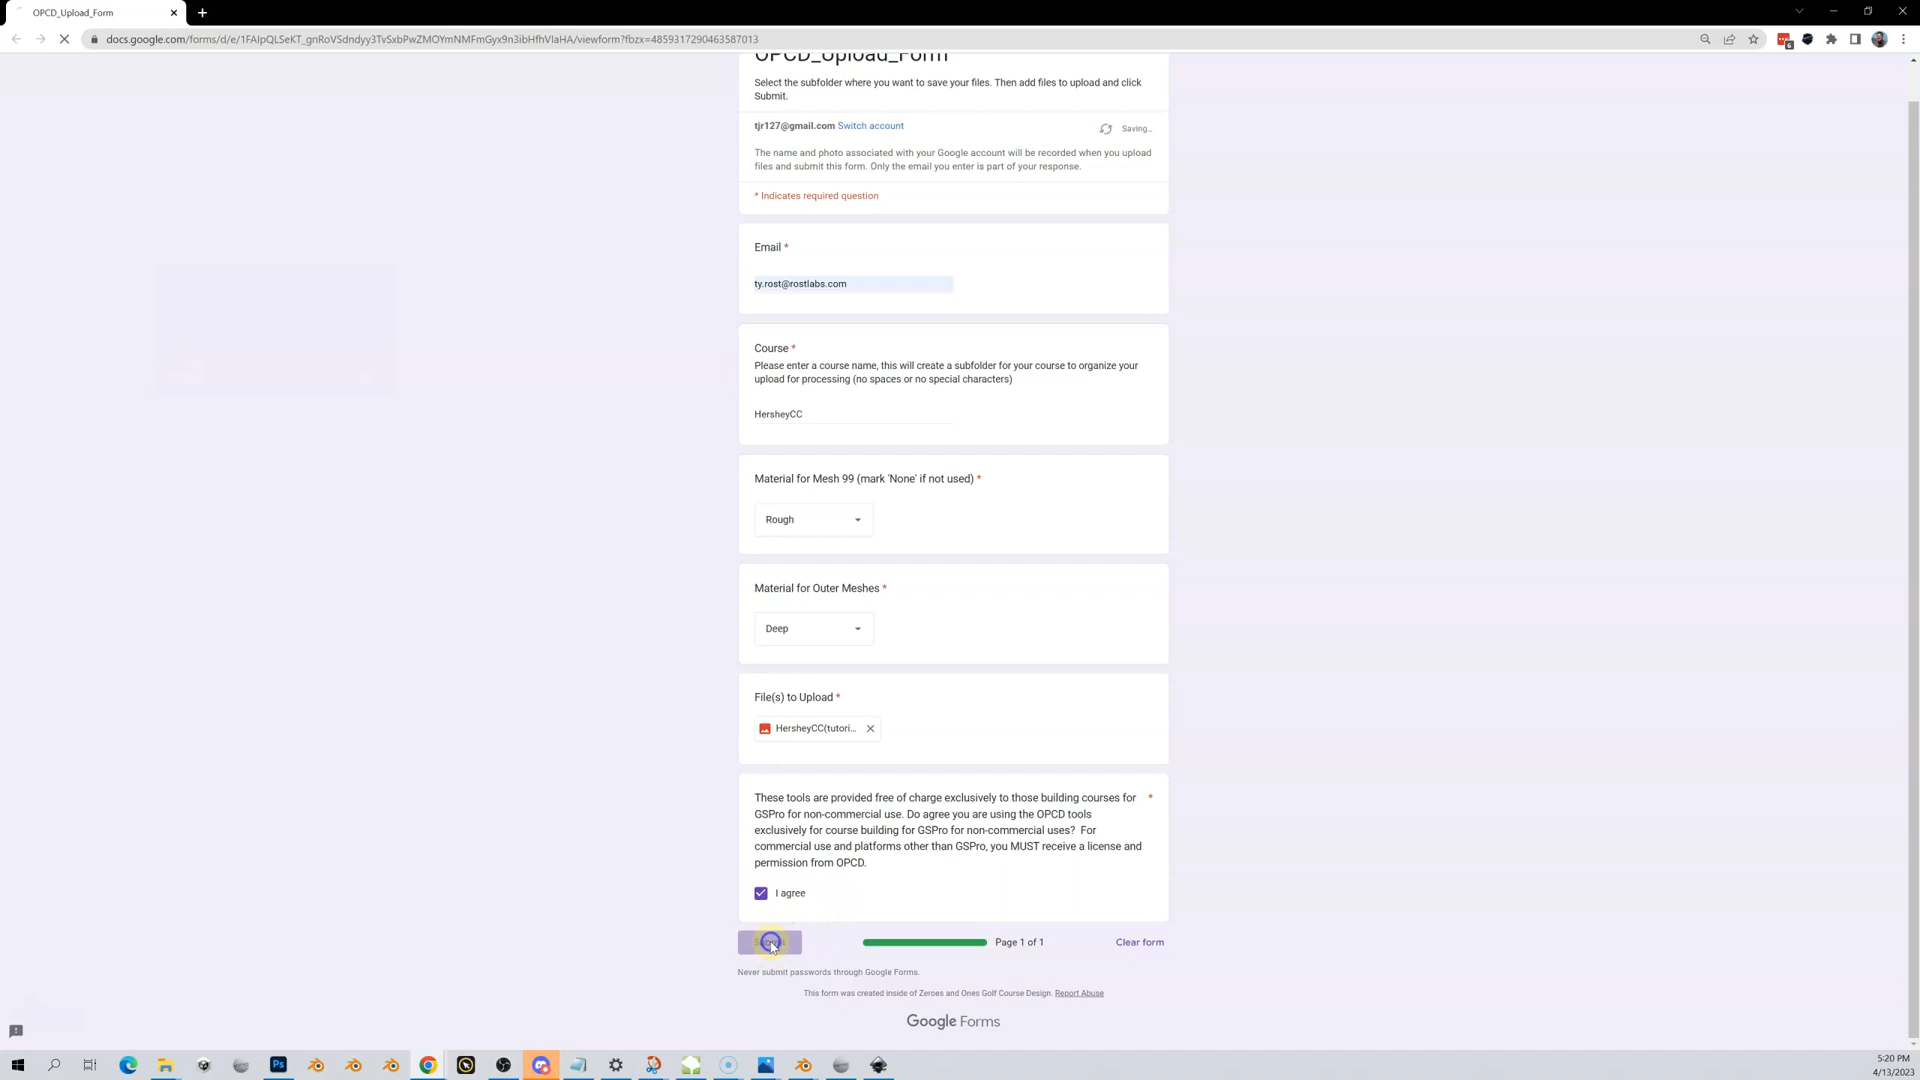 OPCD_Upload_Form
docs.google.com/forms/d/e/1FAIpQLSeKT_gnRoVSdndyy3TvSxbPwZMOYmNMFmGyx9n3ibHfhVIaHA/viewform?fbzx=4859317290463587013
6
OPCD_Upload_Form
Select the subfolder where you want to save your files. Then add files to upload and click
Submit.
tjr127@gmail.com Switch account
Saving...
The name and photo associated with your Google account will be recorded when you upload
files and submit this form. Only the email you enter is part of your response.
* Indicates required question
Email *
ty.rost@rostlabs.com
Course *
Please enter a course name, this will create a subfolder for your course to organize your
upload for processing (no spaces or no special characters)
HersheyCC
Material for Mesh 99 (mark 'None' if not used) *
Rough
Material for Outer Meshes *
Deep
File(s) to Upload *
HersheyCC(tutori...
These tools are provided free of charge exclusively to those building courses for *
GSPro for non-commercial use. Do agree you are using the OPCD tools
exclusively for course building for GSPro for non-commercial uses? For
commercial use and platforms other than GSPro, you MUST receive a license and
permission from OPCD.
I agree
Submit
Page 1 of 1
Clear form
Never submit passwords through Google Forms.
This form was created inside of Zeroes and Ones Golf Course Design. Report Abuse
Google Forms
Ps
5:20 PM
4/13/2023